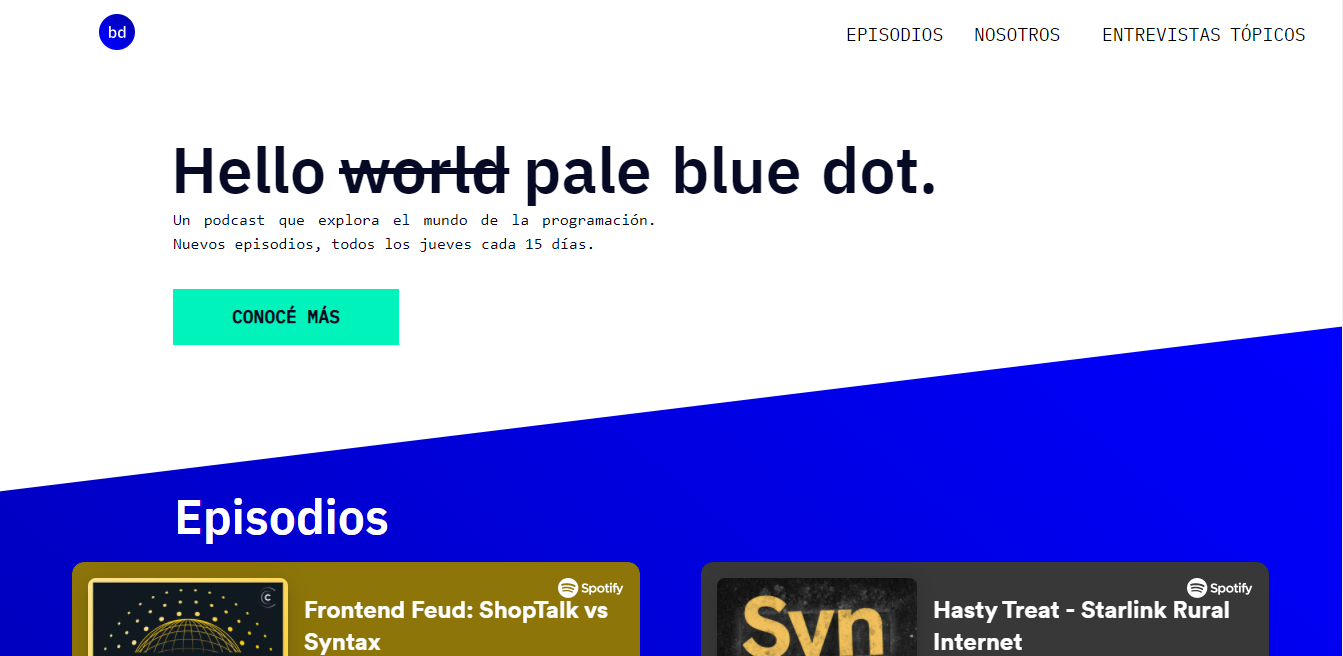 bd
EPISODIOS NOSOTROS ENTREVISTAS TÓPICOS
Hello world pale blue dot.
Un podcast que explora el mundo de la programación.
Nuevos episodios, todos los jueves cada 15 días.
CONOCÉ MÁS
Episodios
C
Spotify
Frontend Feud: ShopTalk vs
Syntax
Syn
Spotify
Hasty Treat - Starlink Rural
Internet